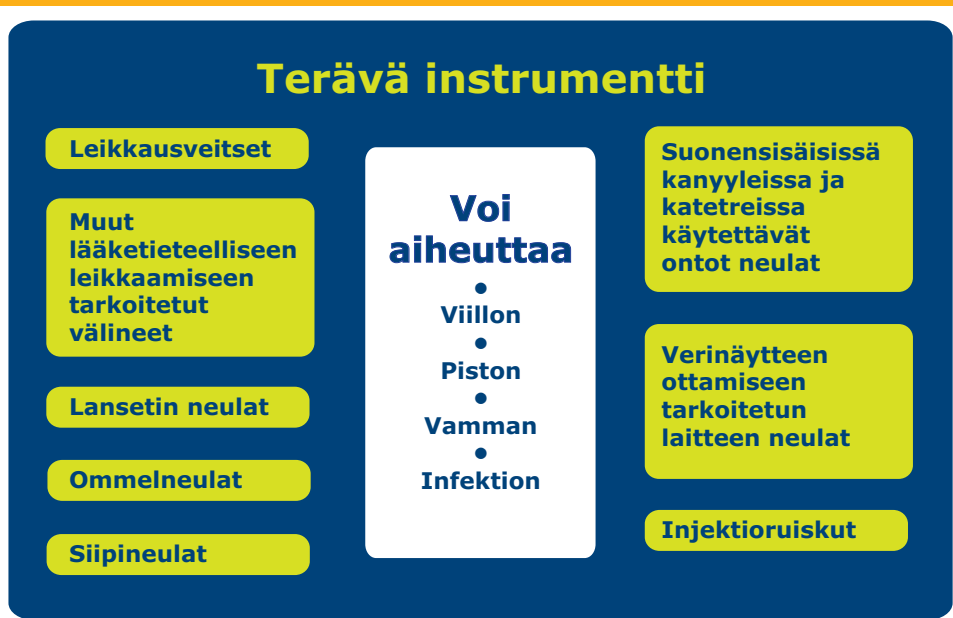 Terävä instrumentti
Leikkausveitset
Muut
lääketieteelliseen
leikkaamiseen
tarkoitetut
välineet
Lansetin neulat
Ommelneulat
Siipineulat
Voi
aiheuttaa
•
Viillon
•
Piston
•
Vamman
•
Infektion
Suonensisäisissä
kanyyleissa ja
katetreissa
käytettävät
ontot neulat
Verinäytteen
ottamiseen
tarkoitetun
laitteen neulat
Injektioruiskut